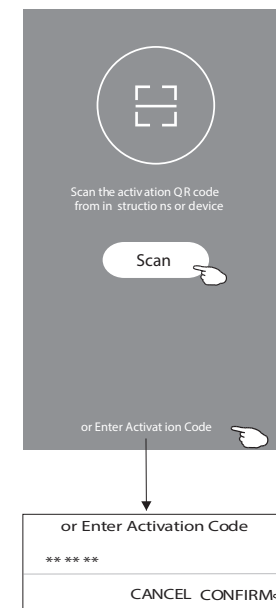 Scan the activation QR code
from in structio ns or device
Scan
or Enter Activat ion Code
or Enter Activation Code
** ** **
CANCEL CONFIRM